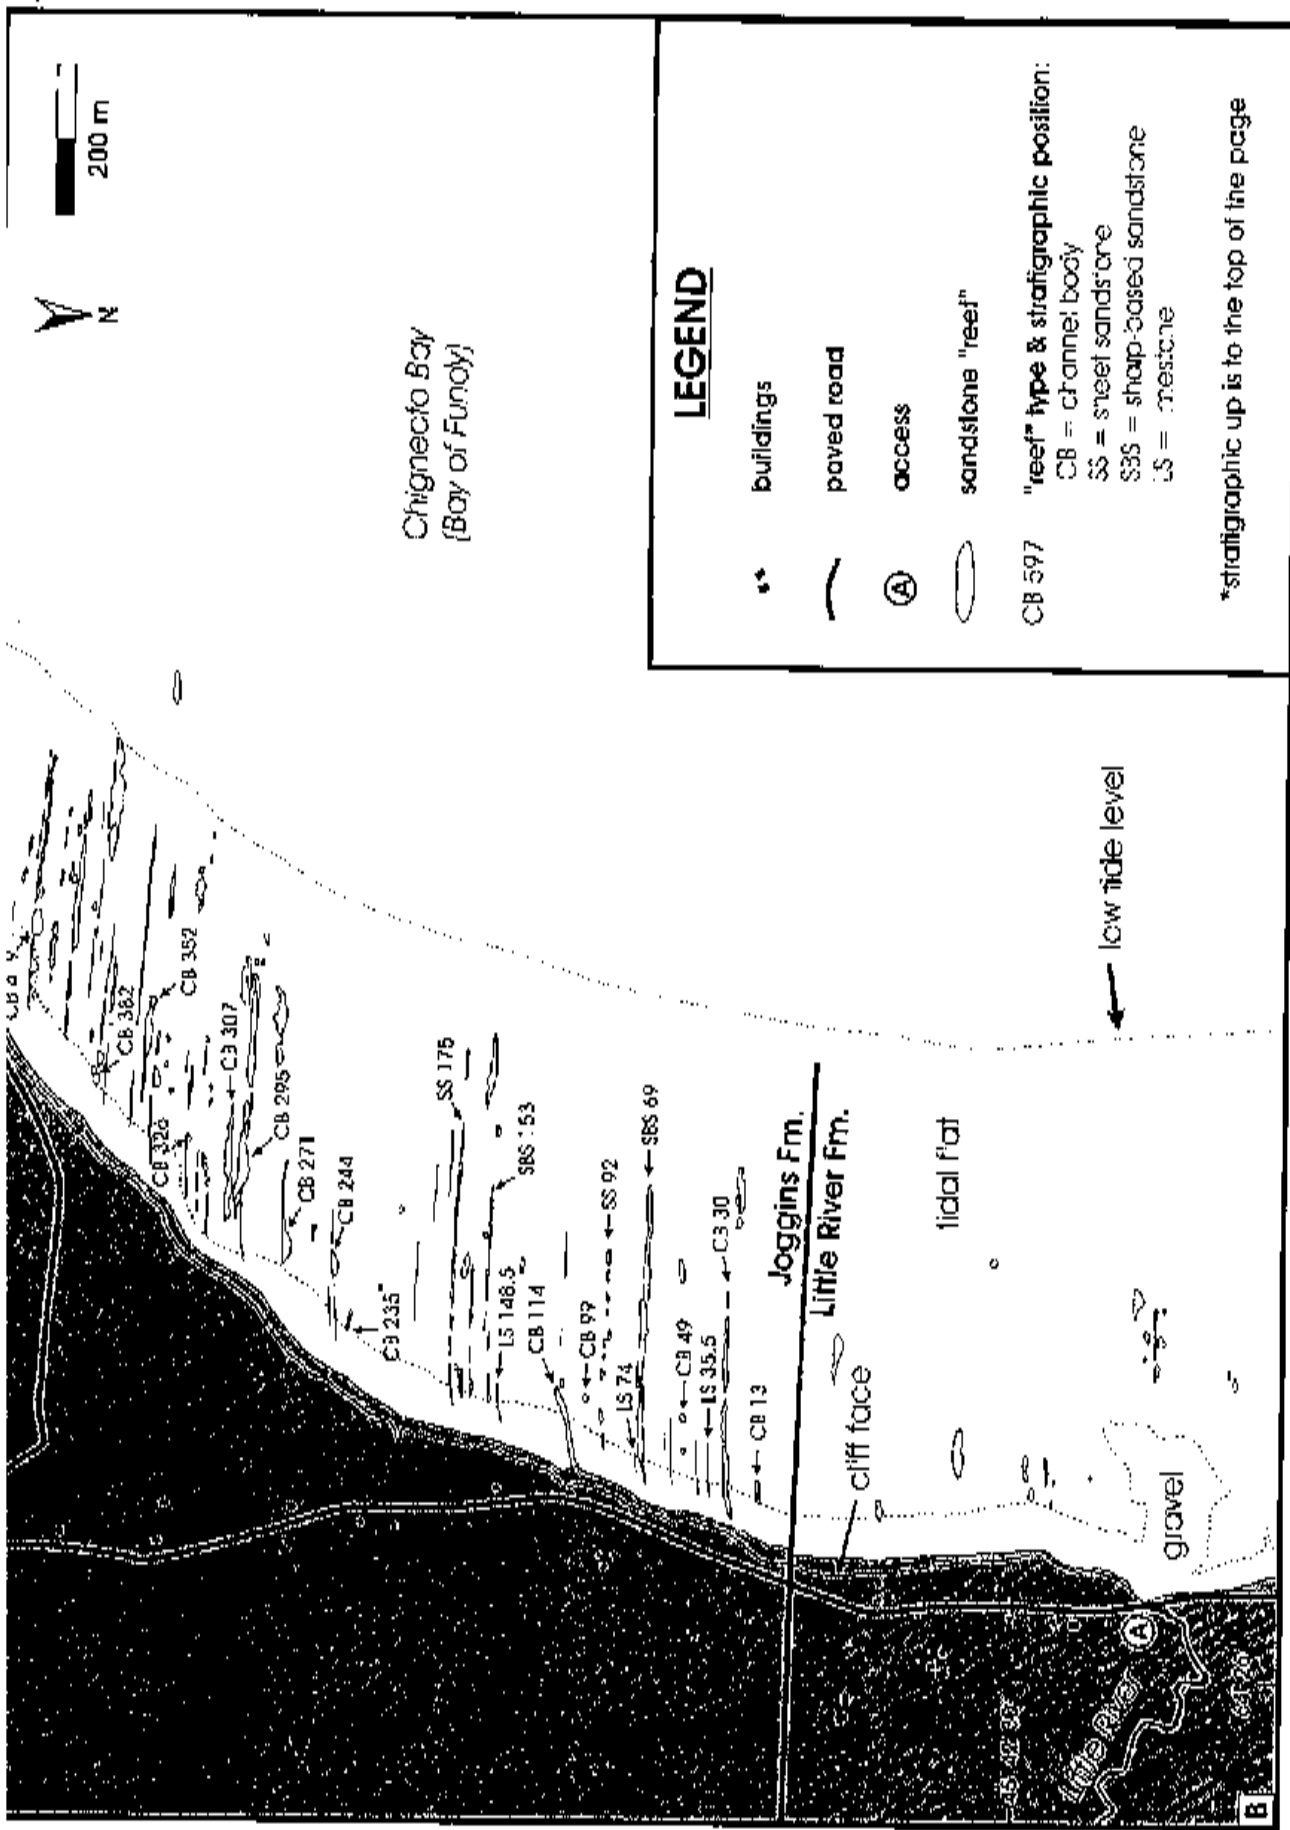 200 m
N
Chignecto Bay
(Bay of Fundy)
LEGEND
buildings
paved road
A
access
sandstone "reef"
CB 597
"reef" type & stratigraphic position:
CB = channel body
SS = sheet sandstone
SBS = sharp-based sandstone
LS =
*stratigraphic up is to the top of the page
CB 382
CB 352
CB 326
CB 307
CB 295
CB 271
CB 244
CB 235
SS 175
SBS 153
LS 148.5
CB 114
CB 99
SS 92
LS 74
SBS 69
CB 49
LS 35.5
CB 30
CB 13
Joggins Fm.
Little River Fm.
cliff face
tidal flat
low tide level
gravel
A
Little River
B